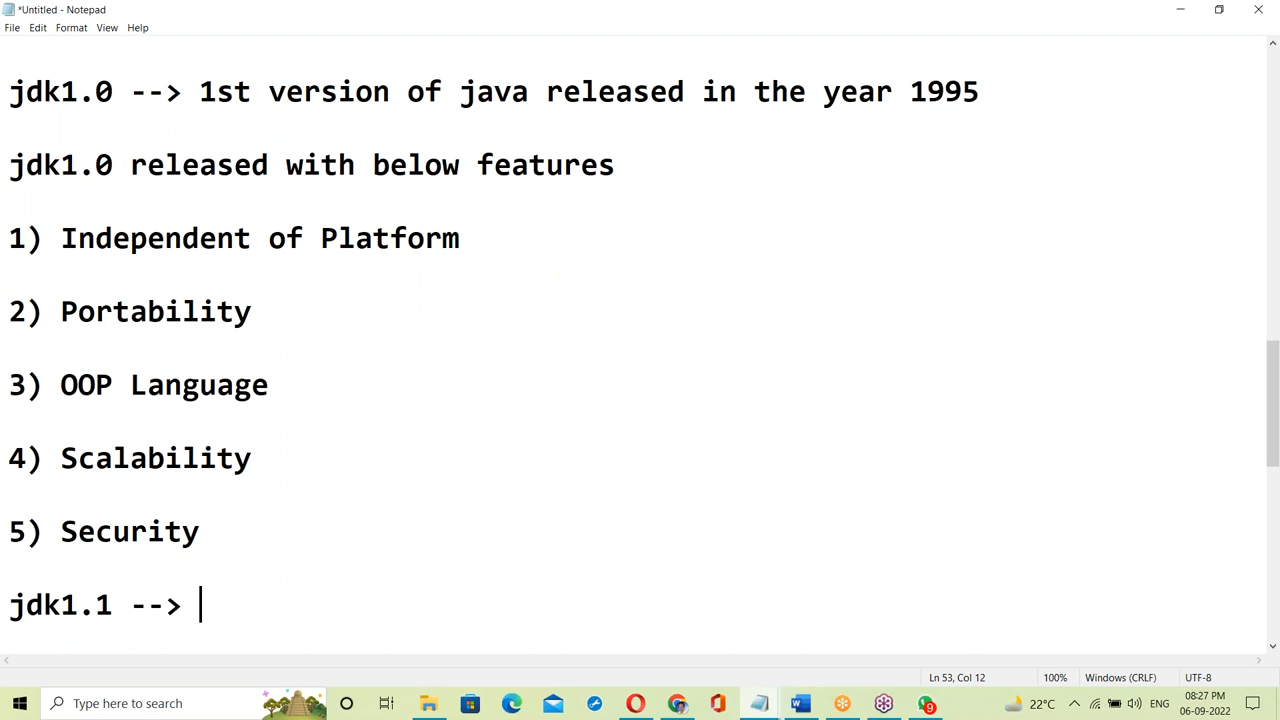 *Untitled - Notepad
File Edit Format View Help
jdk1.0 --> 1st version of java released in the year 1995
jdk1.0 released with below features
1) Independent of Platform
2) Portability
3) OOP Language
4) Scalability
5) Security
jdk1.1 -->
Ln 53, Col 12 100% Windows (CRLF) UTF-8
Type here to search 9 22°C ENG 08:27 PM
06-09-2022